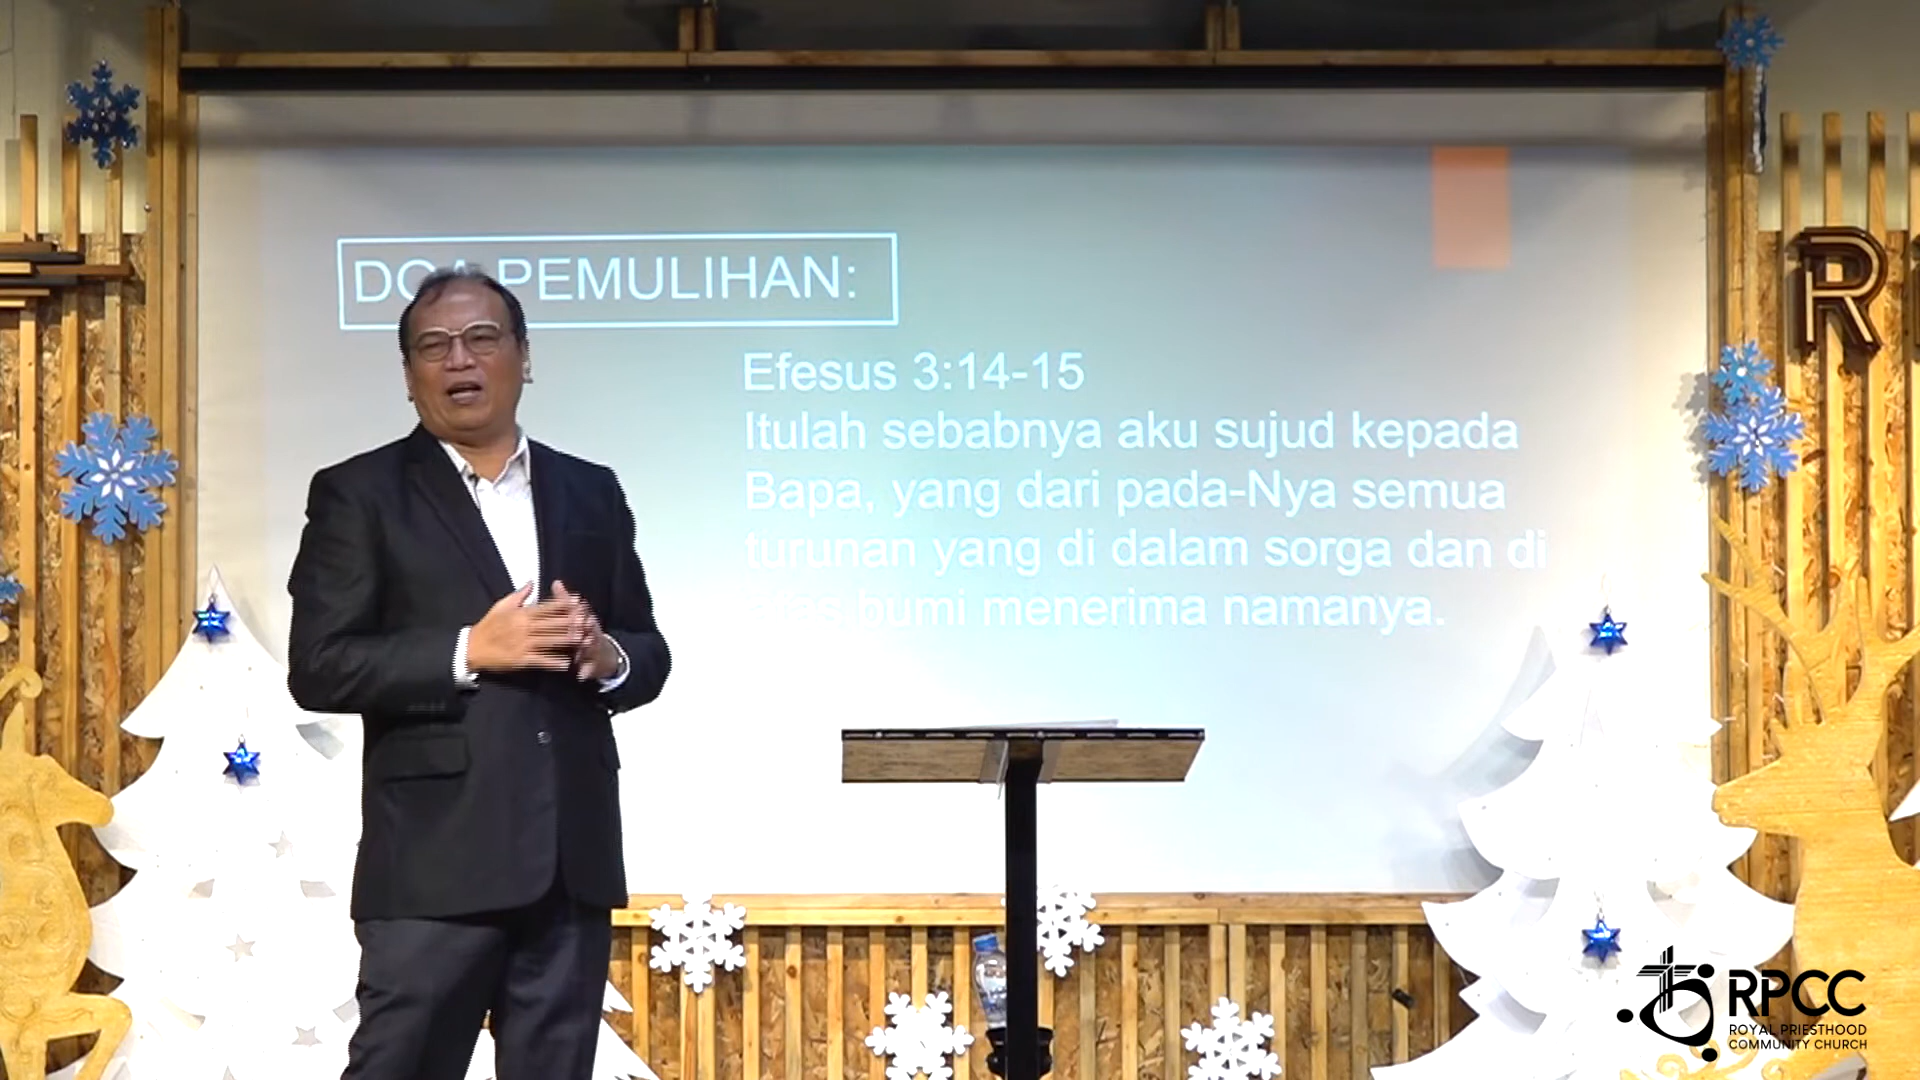 PEMULIHAN:
Efesus 3:14-15
Itulah sebabnya aku sujud kepada
Bapa, yang dari pada-Nya semua
turunan yang di dalam sorga dan di
atas bumi menerima namanya.
R
RPCC
ROYAL PRIESTHOOD
COMMUNITY CHURCH